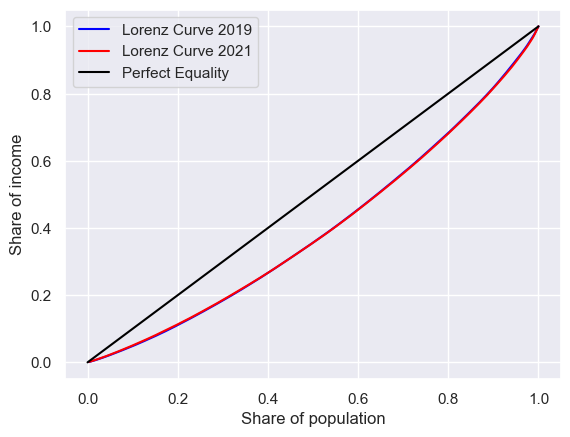 Lorenz Curve 2019
Lorenz Curve 2021
Perfect Equality
1.0
0.8
0.6
0.4
0.2
0.0
Share of income
0.0 0.2 0.4 0.6 0.8 1.0
Share of population